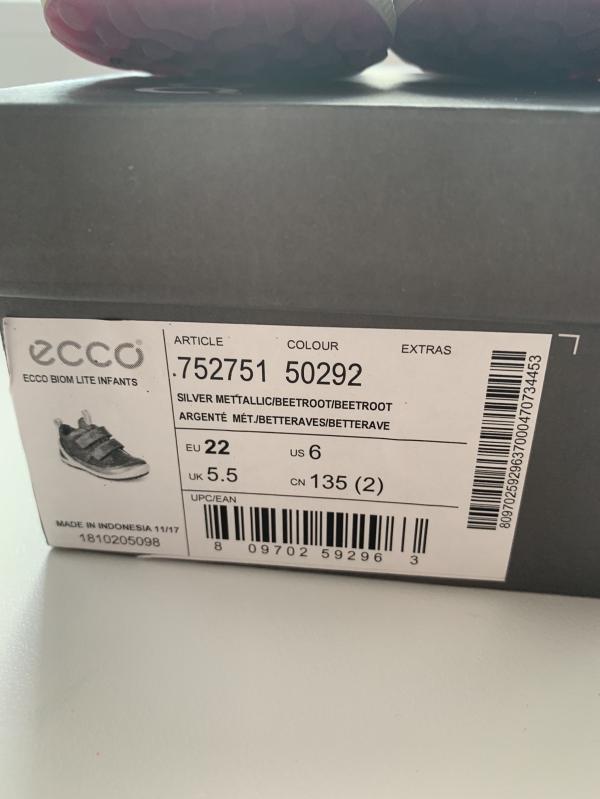 ecco
ECCO BIOM LITE INFANTS
MADE IN INDONESIA 11/17
1810205098
ARTICLE COLOUR EXTRAS
.752751 50292
SILVER METTALLIC/BEETROOT/BEETROOT
ARGENTÉ MÉT./BETTERAVES/BETTERAVE
EU 22 US 6
UK 5.5 CN 135 (2)
UPC/EAN
8 09702 59296 3
809702592963700047073 4453